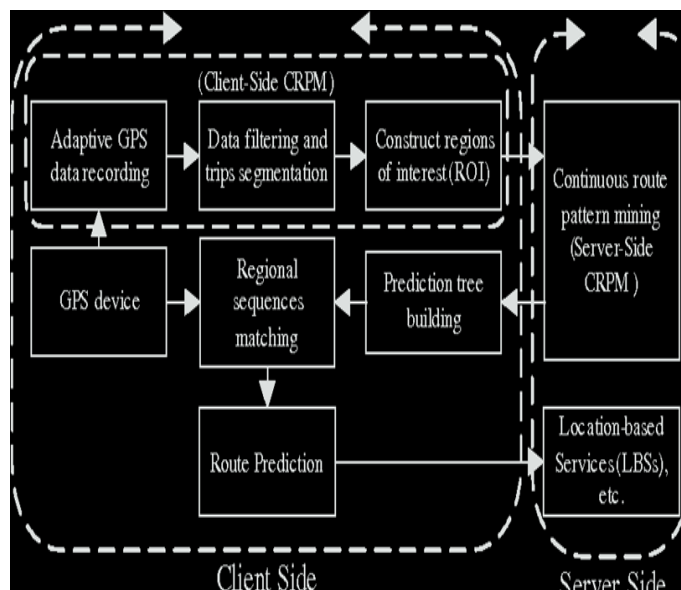 (Client-Side CRPM)
Adaptive GPS
data recording
Data filtering and
trips segmentation
Construct regions
of interest (ROI)
Continuous route
pattern mining
(Server-Side
CRPM )
GPS device
Regional
sequences
matching
Prediction tree
building
Route Prediction
Location-based
Services (LBSs),
etc.
Client Side
Server Side